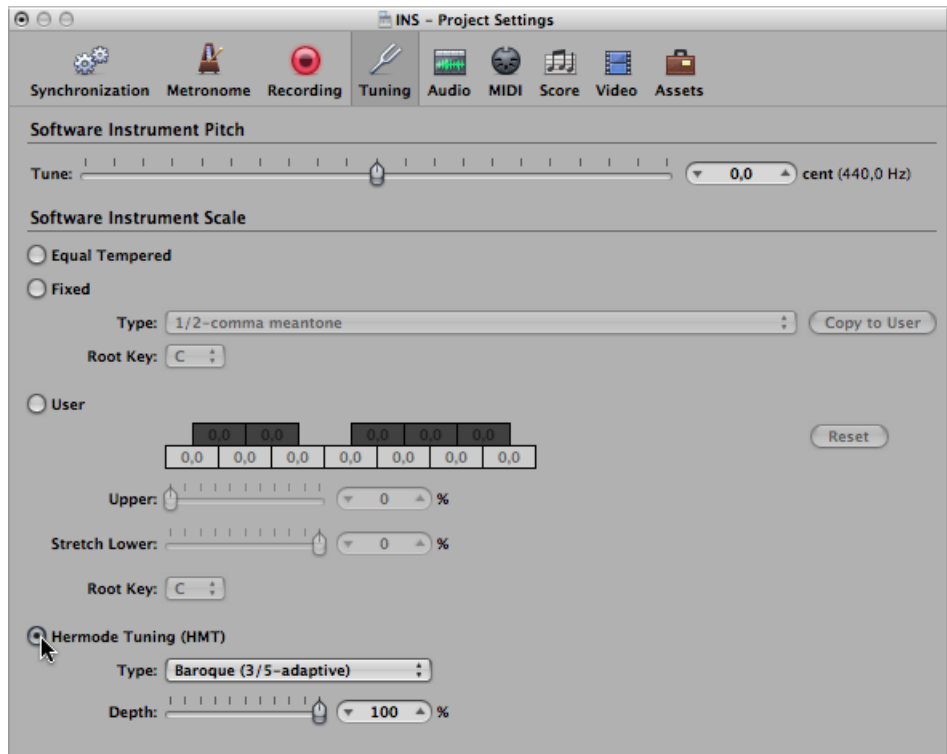 INS – Project Settings
Synchronization Metronome Recording Tuning Audio MIDI Score Video Assets
Software Instrument Pitch
Tune: 0,0 cent (440,0 Hz)
Software Instrument Scale
Equal Tempered
Fixed
Type: 1/2-comma meantone Copy to User
Root Key: C
User
0,0 0,0 0,0 0,0 0,0 Reset
0,0 0,0 0,0 0,0 0,0 0,0 0,0
Upper: 0 %
Stretch Lower: 0 %
Root Key: C
Hermode Tuning (HMT)
Type: Baroque (3/5-adaptive)
Depth: 100 %